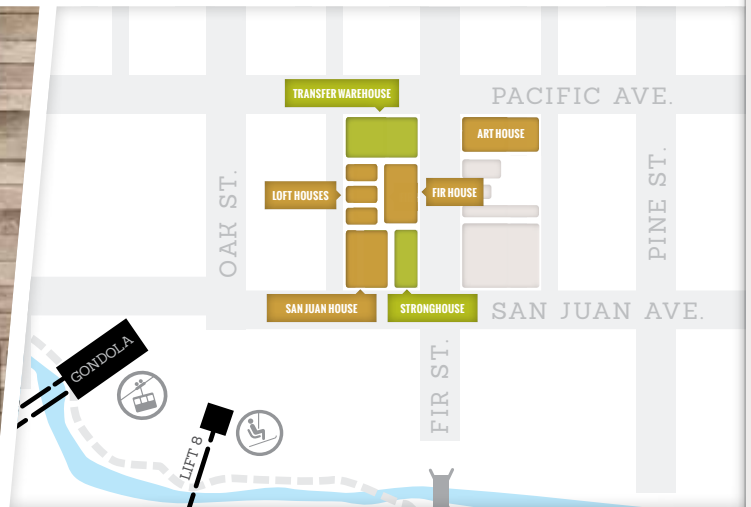 TRANSFER WAREHOUSE
PACIFIC AVE.
ART HOUSE
LOFT HOUSES
FIR HOUSE
OAK ST.
PINE ST.
SAN JUAN HOUSE
STRONGHOUSE
SAN JUAN AVE.
GONDOLA
FIR ST.
LIFT 8